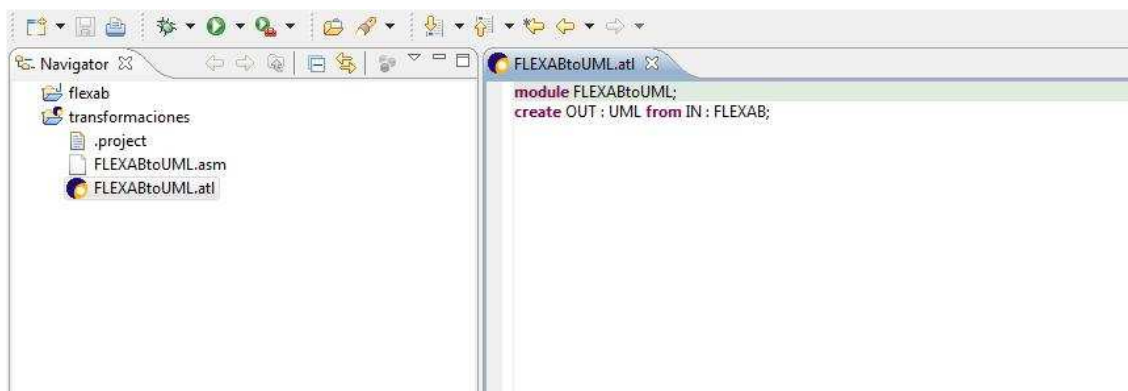 Navigator
flexab
transformaciones
.project
FLEXABtoUML.asm
FLEXABtoUML.atl
FLEXABtoUML.atl
module FLEXABtoUML;
create OUT : UML from IN : FLEXAB;